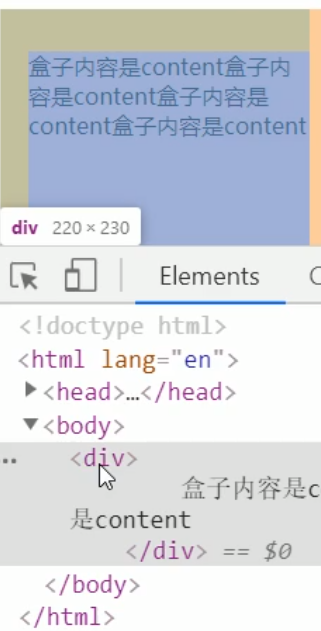 盒子内容是content盒子内
容是content盒子内容是
content盒子内容是content
div 220 × 230
Elements
<!doctype html>
<html lang="en">
<head>…</head>
<body>
<div>
盒子内容是c
是content
</div> == $0
</body>
</html>